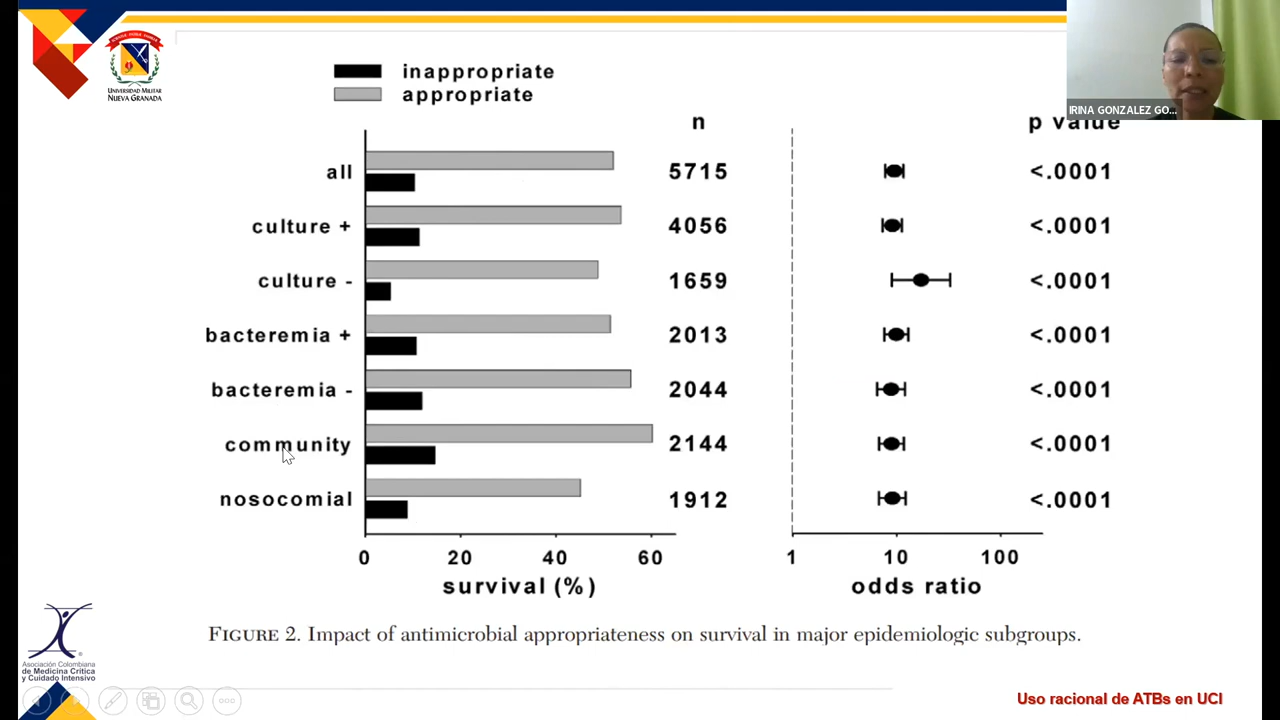 UNIVERSIDAD MILITAR
NUEVA GRANADA
IRINA GONZALEZ GO...
inappropriate
appropriate
n
p value
all 5715 <.0001
culture + 4056 <.0001
culture - 1659 <.0001
bacteremia + 2013 <.0001
bacteremia - 2044 <.0001
community 2144 <.0001
nosocomial 1912 <.0001
0 20 40 60 1 10 100
survival (%) odds ratio
FIGURE 2. Impact of antimicrobial appropriateness on survival in major epidemiologic subgroups.
Asociación Colombiana
de Medicina Crítica
y Cuidado Intensivo
Uso racional de ATBs en UCI